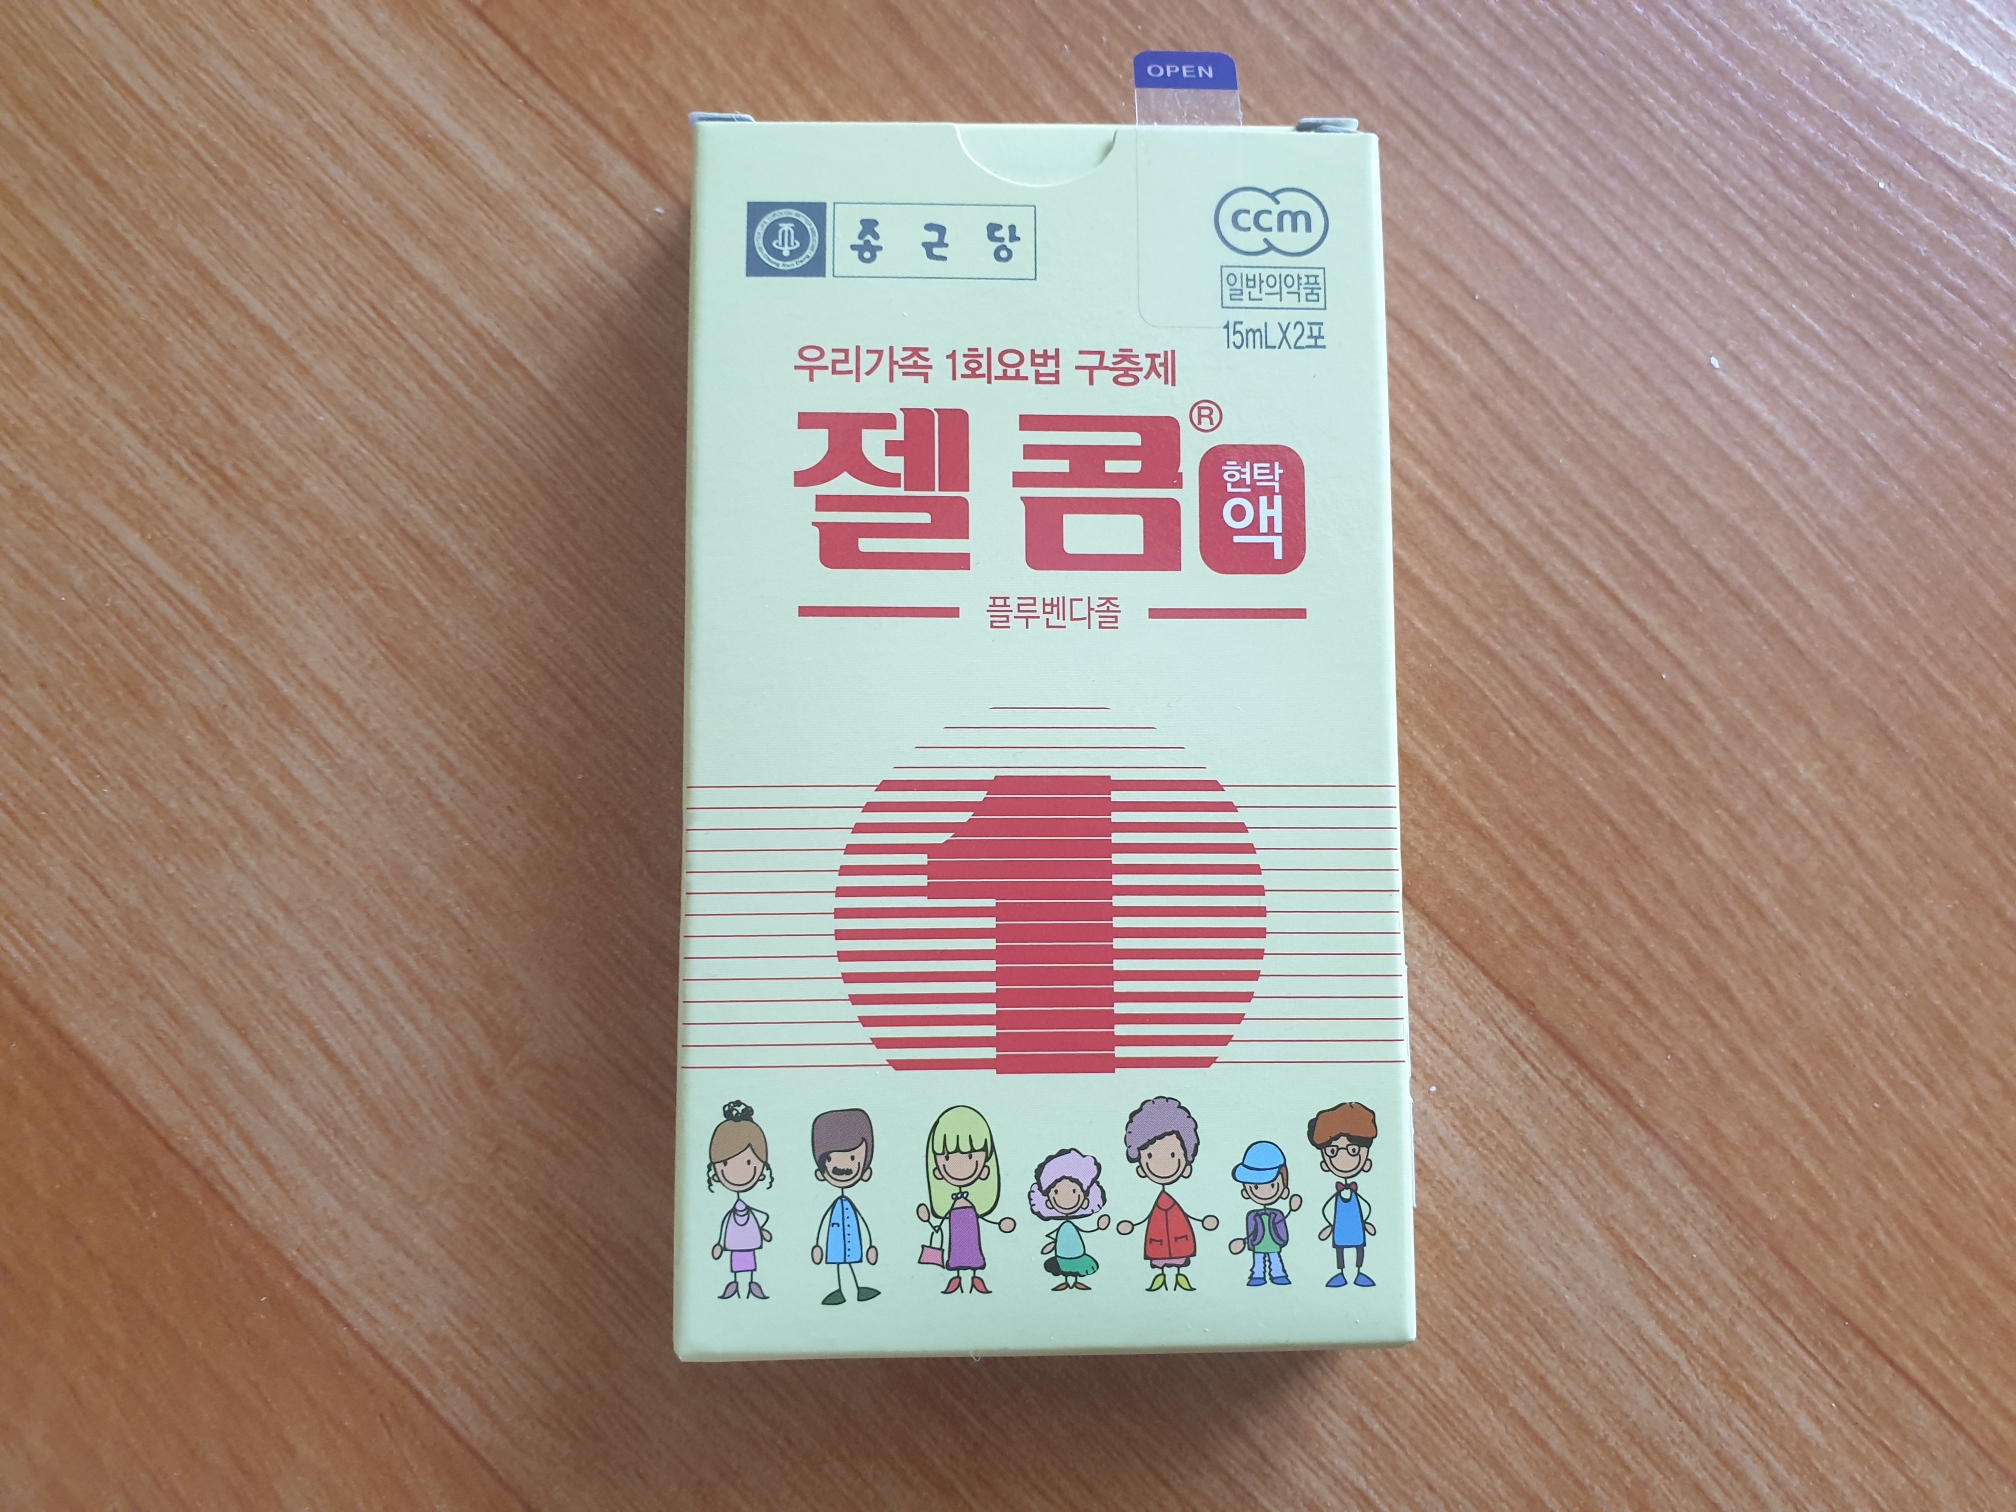 OPEN
종근당
ccm
일반의약품
15mLX2포
우리가족 1회요법 구충제
젤콤®
현탁
액
플루벤다졸
1